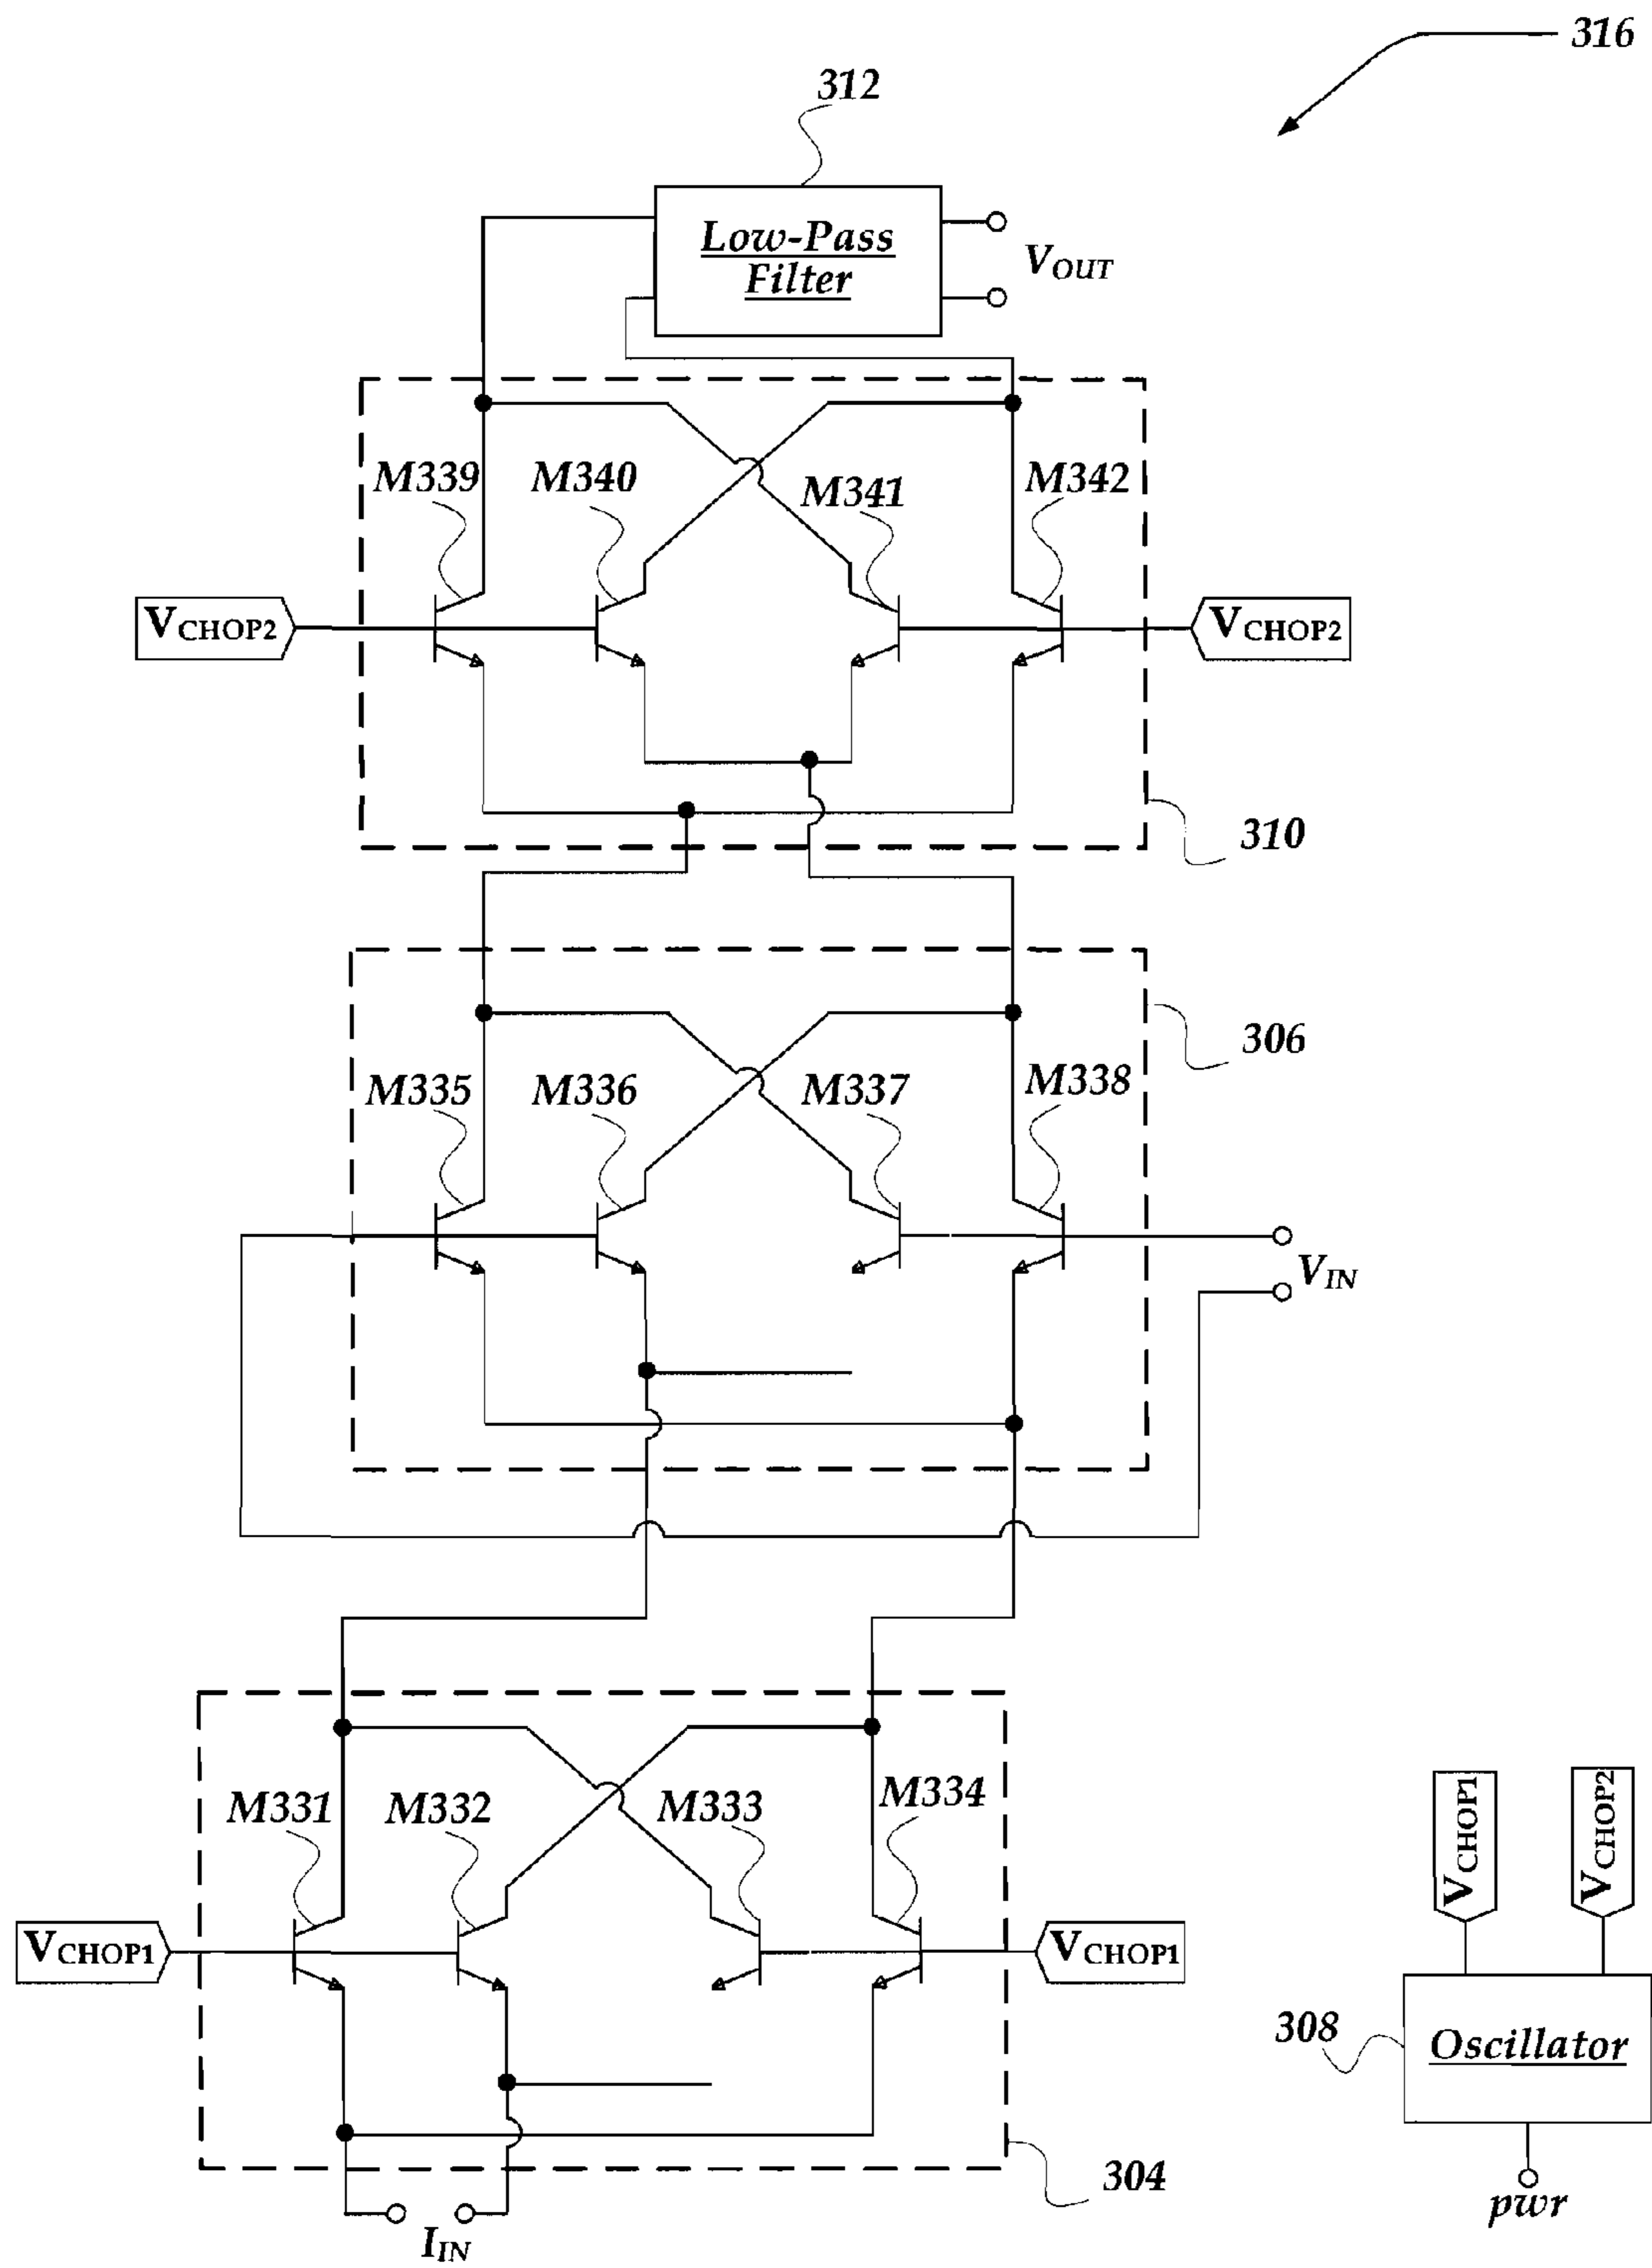 316
312
Low-Pass
Filter
VOUT
M339
M340
M341
M342
VCHOP2
VCHOP2
310
306
M335
M336
M337
M338
VIN
M331
M332
M333
M334
VCHOP1
VCHOP1
VCHOP1
VCHOP2
308
Oscillator
304
pwr
IIN